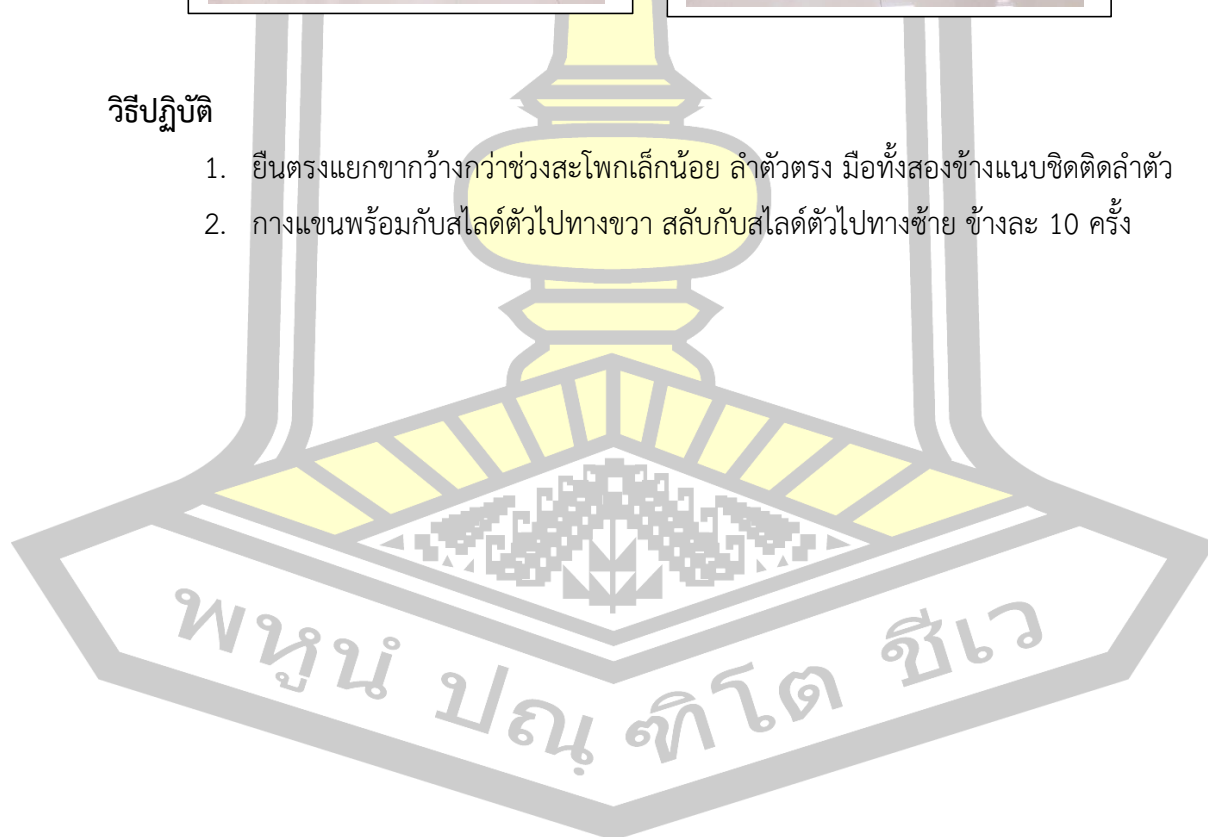 วิธีปฏิบัติ
1. ยืนตรงแยกขากว้างกว่าช่วงสะโพกเล็กน้อย ลำตัวตรง มือทั้งสองข้างแนบชิดติดลำตัว
2. กางแขนพร้อมกับสไลด์ตัวไปทางขวา สลับกับสไลด์ตัวไปทางซ้าย ข้างละ 10 ครั้ง
พหูนํ ปณฺฑิโต ชีเว